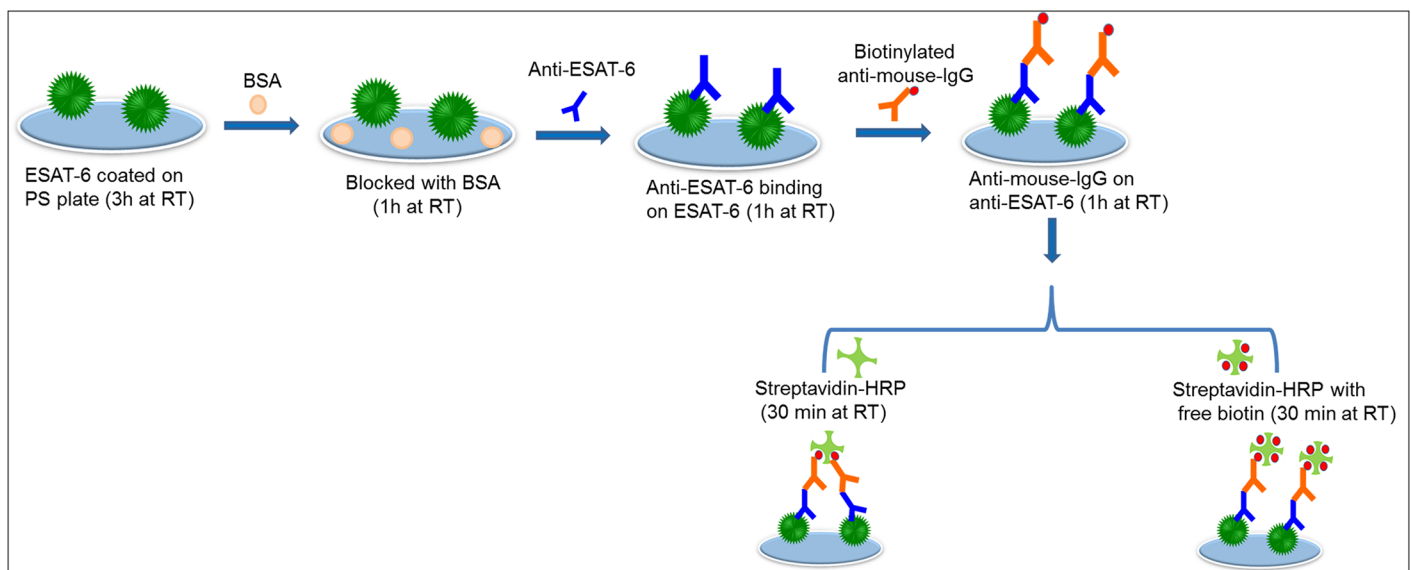 BSA
Anti-ESAT-6
Biotinylated
anti-mouse-IgG
ESAT-6 coated on
PS plate (3h at RT)
Blocked with BSA
(1h at RT)
Anti-ESAT-6 binding
on ESAT-6 (1h at RT)
Anti-mouse-IgG on
anti-ESAT-6 (1h at RT)
Streptavidin-HRP
(30 min at RT)
Streptavidin-HRP with
free biotin (30 min at RT)